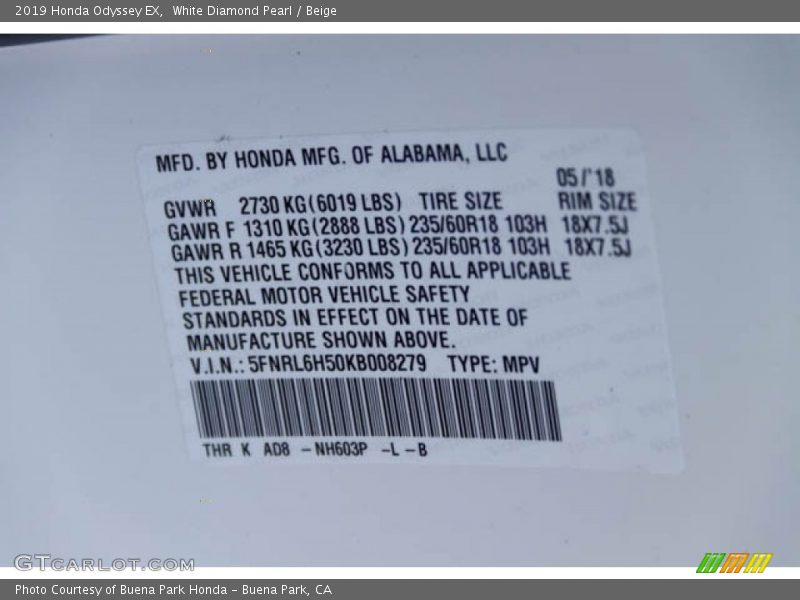 2019 Honda Odyssey EX,  White Diamond Pearl / Beige
MFD. BY HONDA MFG. OF ALABAMA, LLC
05/'18
GVWR 2730 KG(6019 LBS) TIRE SIZE RIM SIZE
GAWR F 1310 KG(2888 LBS) 235/60R18 103H 18X7.5J
GAWR R 1465 KG(3230 LBS) 235/60R18 103H 18X7.5J
THIS VEHICLE CONFORMS TO ALL APPLICABLE
FEDERAL MOTOR VEHICLE SAFETY
STANDARDS IN EFFECT ON THE DATE OF
MANUFACTURE SHOWN ABOVE.
V.I.N.: 5FNRL6H50KB008279 TYPE: MPV
THR K AD8 -NH603P -L -B
GTCARLOT.COM
Photo Courtesy of Buena Park Honda - Buena Park, CA